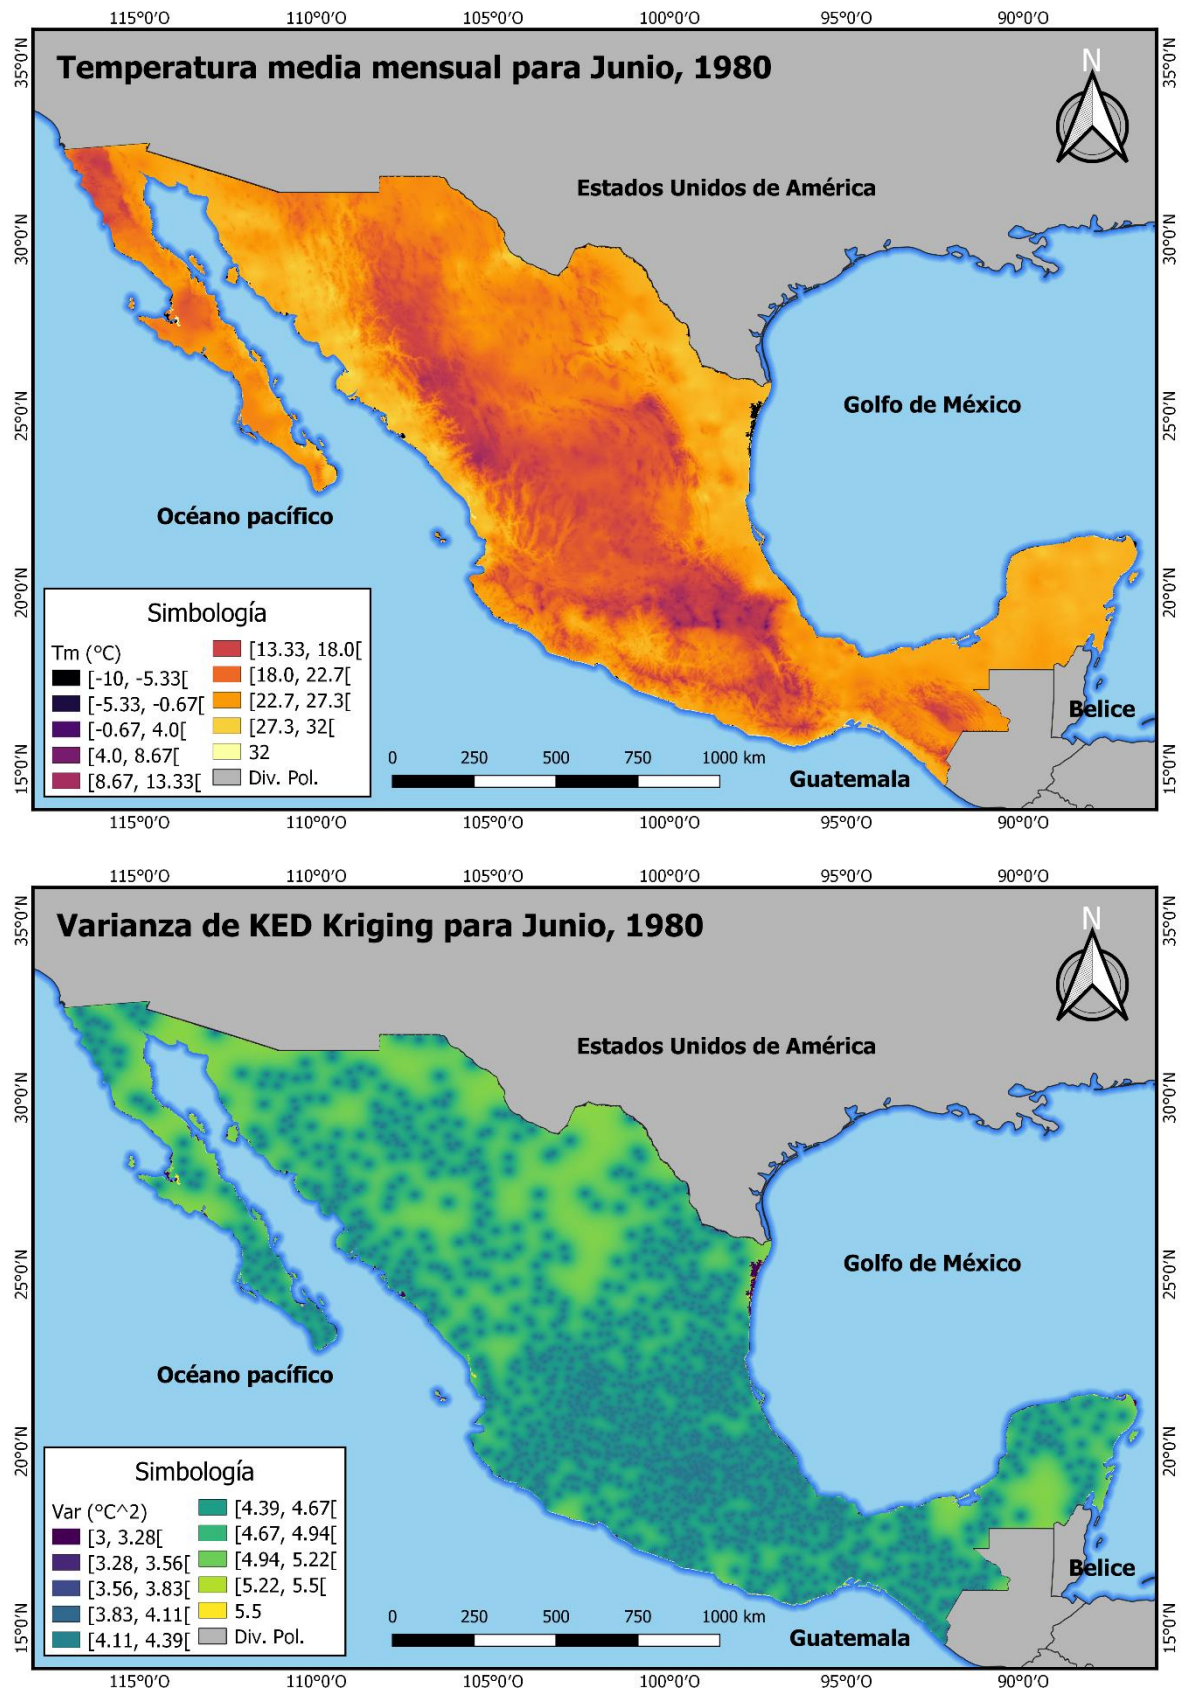 115°0'O 110°0'O 105°0'O 100°0'O 95°0'O 90°0'O
35°0'N 35°0'N
Temperatura media mensual para Junio, 1980
N
Estados Unidos de América
30°0'N 30°0'N
25°0'N 25°0'N
Golfo de México
Océano pacífico
20°0'N 20°0'N
Simbología
Tm (°C)
[-10, -5.33[
[-5.33, -0.67[
[-0.67, 4.0[
[4.0, 8.67[
[8.67, 13.33[
[13.33, 18.0[
[18.0, 22.7[
[22.7, 27.3[
[27.3, 32[
32
Div. Pol.
Belice
0 250 500 750 1000 km
Guatemala
15°0'N 15°0'N
115°0'O 110°0'O 105°0'O 100°0'O 95°0'O 90°0'O
115°0'O 110°0'O 105°0'O 100°0'O 95°0'O 90°0'O
35°0'N 35°0'N
Varianza de KED Kriging para Junio, 1980
N
Estados Unidos de América
30°0'N 30°0'N
25°0'N 25°0'N
Golfo de México
Océano pacífico
20°0'N 20°0'N
Simbología
Var (°C^2)
[3, 3.28[
[3.28, 3.56[
[3.56, 3.83[
[3.83, 4.11[
[4.11, 4.39[
[4.39, 4.67[
[4.67, 4.94[
[4.94, 5.22[
[5.22, 5.5[
5.5
Div. Pol.
Belice
0 250 500 750 1000 km
Guatemala
15°0'N 15°0'N
115°0'O 110°0'O 105°0'O 100°0'O 95°0'O 90°0'O